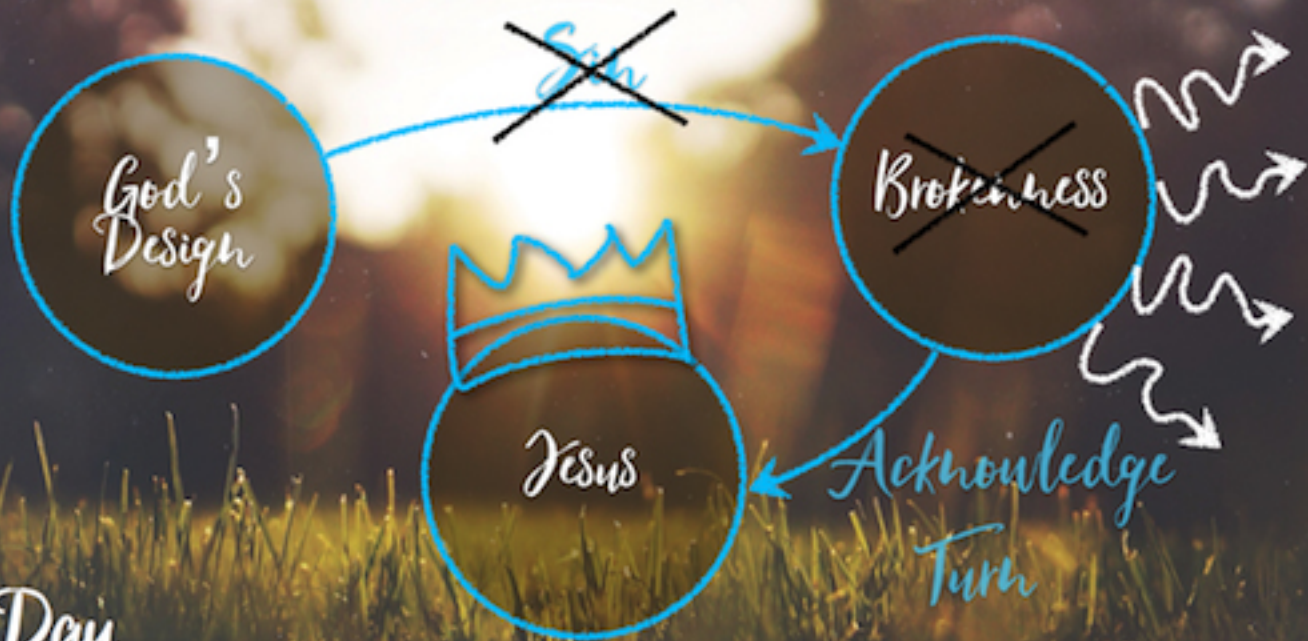 Sin
God's
Design
Brokenness
Jesus
Acknowledge
Turn
Day